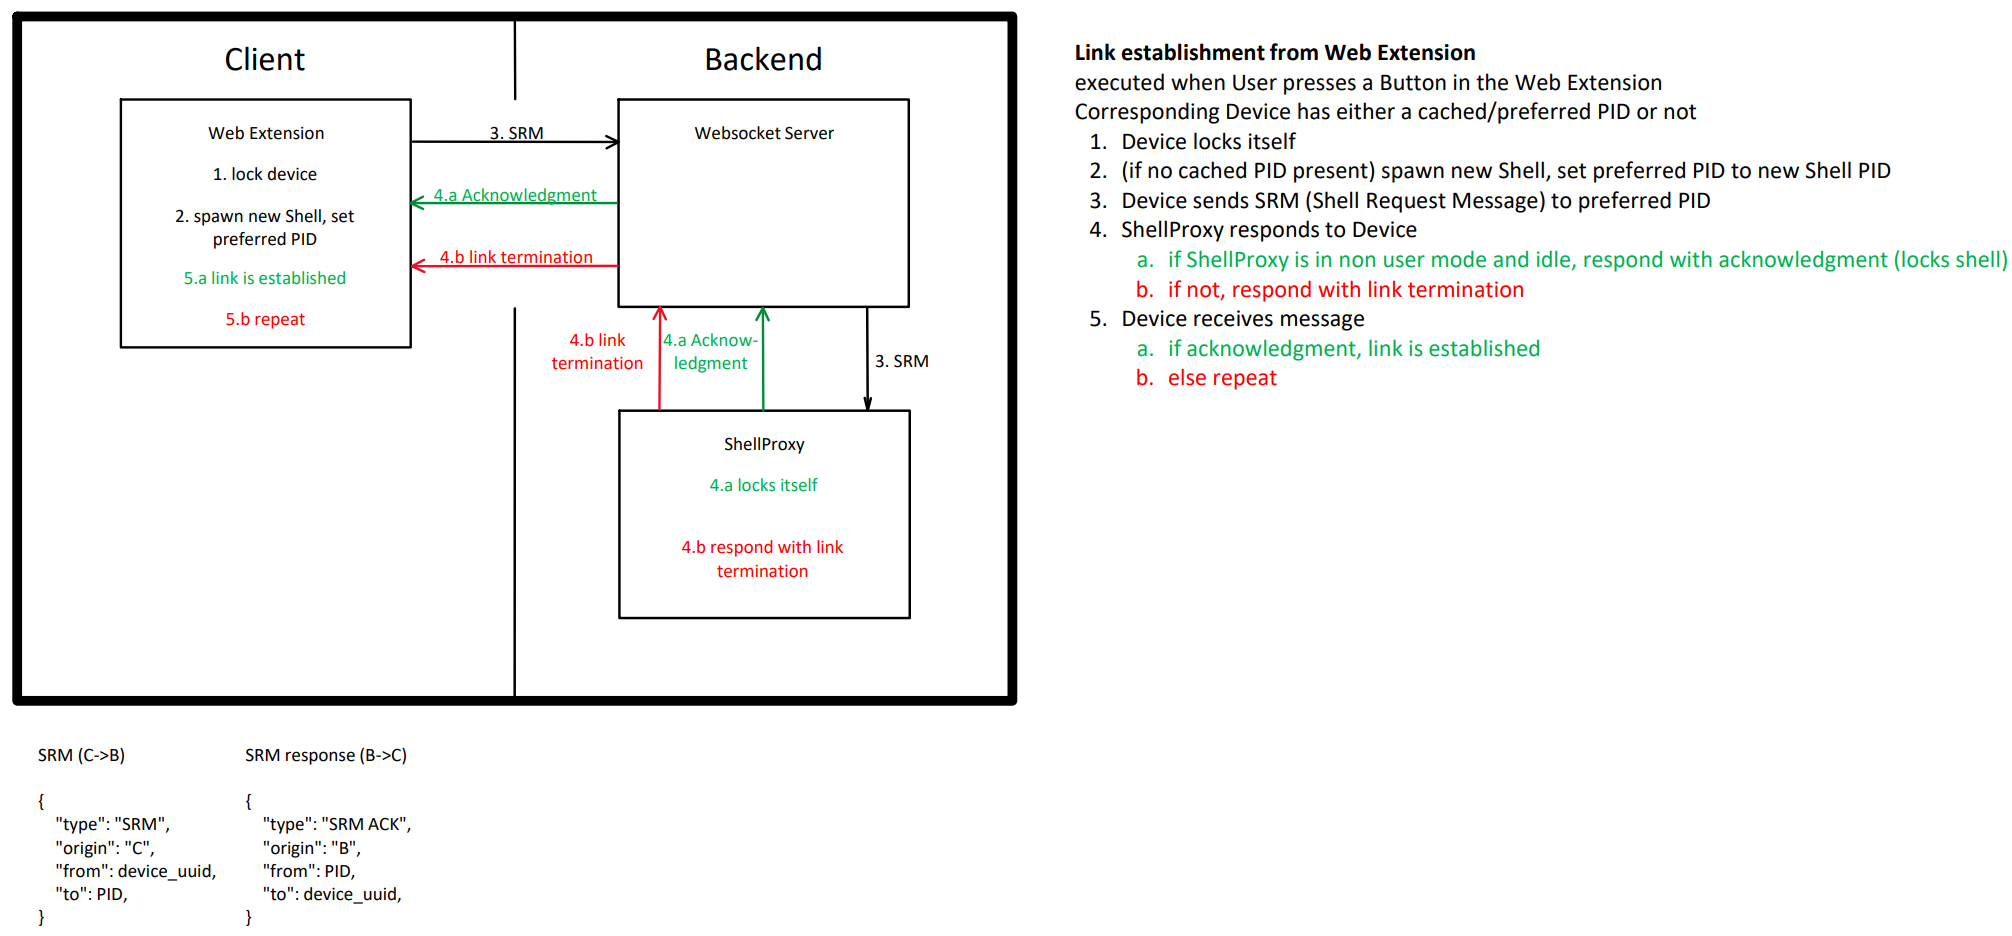 Client
Backend
Web Extension
1. lock device
2. spawn new Shell, set
preferred PID
5.a link is established
5.b repeat
3. SRM
4.a Acknowledgment
4.b link termination
Websocket Server
4.b link
termination
4.a Acknow-
ledgment
3. SRM
ShellProxy
4.a locks itself
4.b respond with link
termination
Link establishment from Web Extension
executed when User presses a Button in the Web Extension
Corresponding Device has either a cached/preferred PID or not
1. Device locks itself
2. (if no cached PID present) spawn new Shell, set preferred PID to new Shell PID
3. Device sends SRM (Shell Request Message) to preferred PID
4. ShellProxy responds to Device
a. if ShellProxy is in non user mode and idle, respond with acknowledgment (locks shell)
b. if not, respond with link termination
5. Device receives message
a. if acknowledgment, link is established
b. else repeat
SRM (C->B)
{
"type": "SRM",
"origin": "C",
"from": device_uuid,
"to": PID,
}
SRM response (B->C)
{
"type": "SRM ACK",
"origin": "B",
"from": PID,
"to": device_uuid,
}